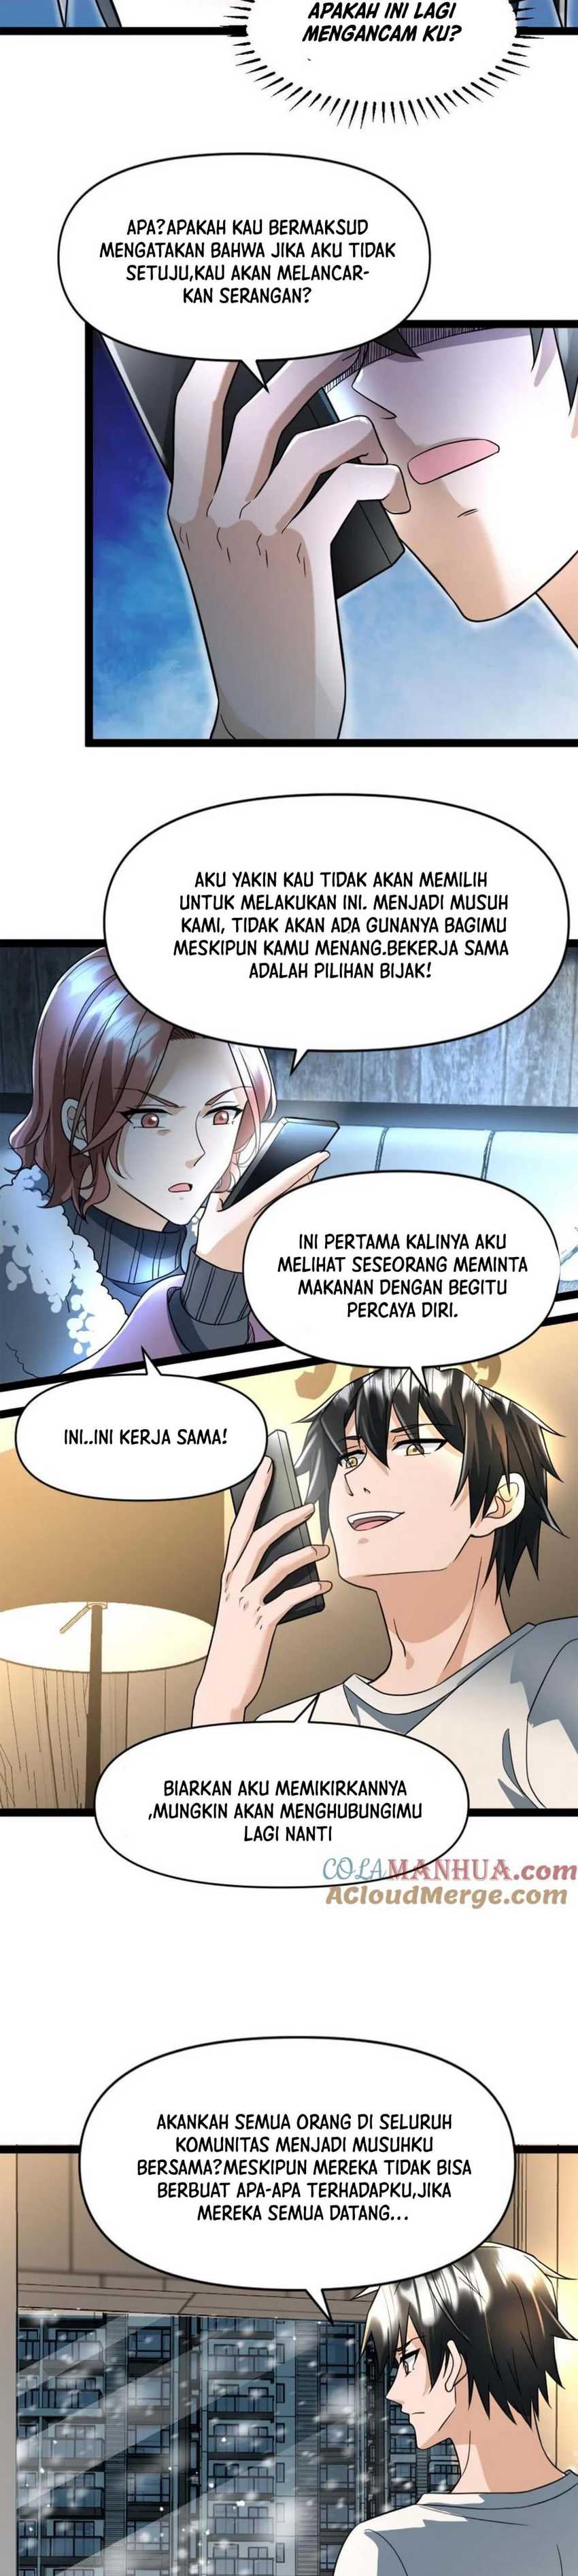 APAKAH INI LAGI
MENGANCAM KU?
APA?APAKAH KAU BERMAKSUD
MENGATAKAN BAHWA JIKA AKU TIDAK
SETUJU,KAU AKAN MELANCAR-
KAN SERANGAN?
AKU YAKIN KAU TIDAK AKAN MEMILIH
UNTUK MELAKUKAN INI. MENJADI MUSUH
KAMI, TIDAK AKAN ADA GUNANYA BAGIMU
MESKIPUN KAMU MENANG.BEKERJA SAMA
ADALAH PILIHAN BIJAK!
INI PERTAMA KALINYA AKU
MELIHAT SESEORANG MEMINTA
MAKANAN DENGAN BEGITU
PERCAYA DIRI.
INI..INI KERJA SAMA!
BIARKAN AKU MEMIKIRKANNYA
,MUNGKIN AKAN MENGHUBUNGIMU
LAGI NANTI
COLAMANHUA.com
ACloudMerge.com
AKANKAH SEMUA ORANG DI SELURUH
KOMUNITAS MENJADI MUSUHKU
BERSAMA?MESKIPUN MEREKA TIDAK BISA
BERBUAT APA-APA TERHADAPKU,JIKA
MEREKA SEMUA DATANG...